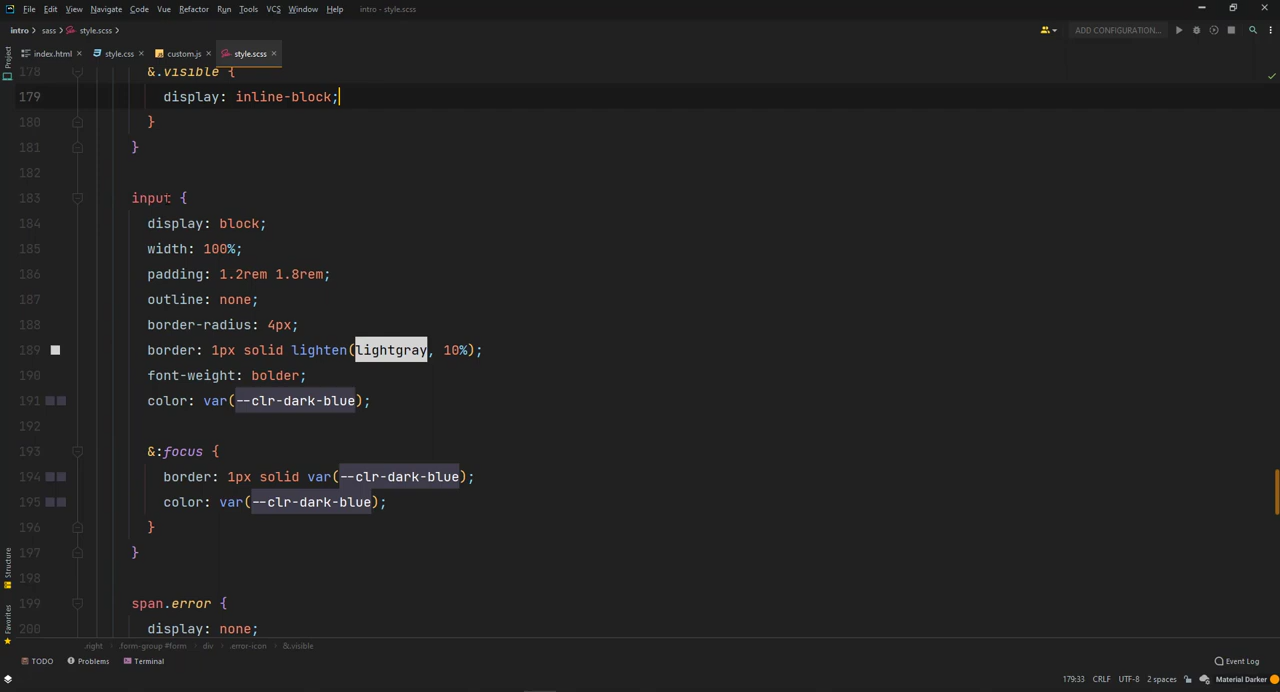 File Edit View Navigate Code Vue Refactor Run Tools Window Help intro - style.scss
intro sass style.scss ADD CONFIGURATION...
index.html style.css custom.js style.scss
Project
178 &.visible {
179 display: inline-block;
180 }
181 }
182
183 input {
184 display: block;
185 width: 100%;
186 padding: 1.2rem 1.8rem;
187 outline: none;
188 border-radius: 4px;
189 border: 1px solid lighten(lightgray, 10%);
190 font-weight: bolder;
191 color: var(--clr-dark-blue);
192
193 &:focus {
194 border: 1px solid var(--clr-dark-blue);
195 color: var(--clr-dark-blue);
196 }
197 }
198
199 span.error {
200 display: none;
Structure
Favorites
.right .form-group #form div .error-icon &.visible
TODO Problems Terminal Event Log
179:33 CRLF UTF-8 2 spaces Material Darker